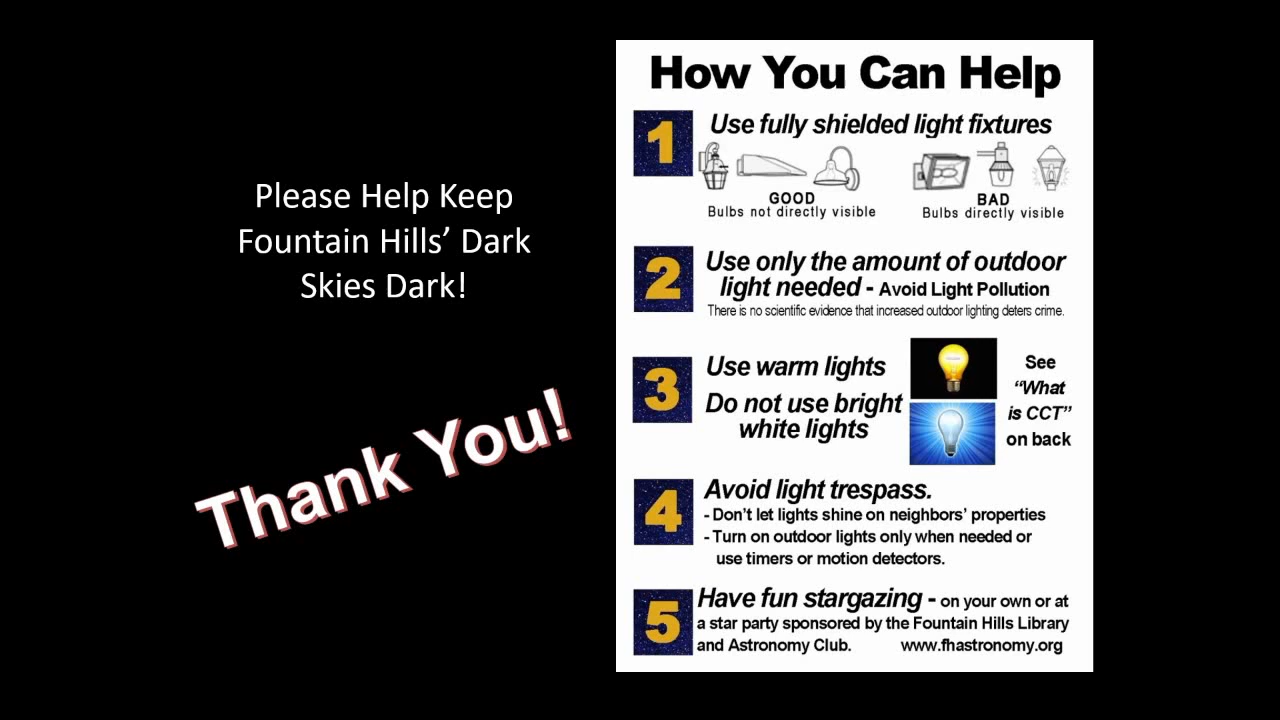 Please Help Keep
Fountain Hills’ Dark
Skies Dark!
Thank You!
How You Can Help
1
Use fully shielded light fixtures
GOOD
Bulbs not directly visible
BAD
Bulbs directly visible
2
Use only the amount of outdoor
light needed - Avoid Light Pollution
There is no scientific evidence that increased outdoor lighting deters crime.
3
Use warm lights
Do not use bright
white lights
See
“What
is CCT”
on back
4
Avoid light trespass.
- Don’t let lights shine on neighbors’ properties
- Turn on outdoor lights only when needed or
use timers or motion detectors.
5
Have fun stargazing - on your own or at
a star party sponsored by the Fountain Hills Library
and Astronomy Club. www.fhastronomy.org